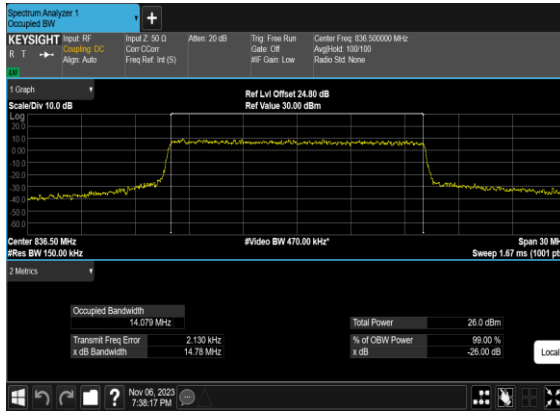 Spectrum Analyzer 1
Occupied BW
KEYSIGHT
R T
LXI
Input: RF
Coupling: DC
Align: Auto
Input Z: 50 Ω
Corr CCorr
Freq Ref: Int (S)
Atten: 20 dB
Trig: Free Run
Gate: Off
#IF Gain: Low
Center Freq: 836.500000 MHz
Avg|Hold: 100/100
Radio Std: None
1 Graph
Scale/Div 10.0 dB
Ref Lvl Offset 24.80 dB
Ref Value 30.00 dBm
Log
20.0
10.0
0.00
-10.0
-20.0
-30.0
-40.0
-50.0
-60.0
Center 836.50 MHz
#Res BW 150.00 kHz
#Video BW 470.00 kHz*
Span 30 MH
Sweep 1.67 ms (1001 pt
2 Metrics
Occupied Bandwidth
14.079 MHz
Total Power 26.0 dBm
Transmit Freq Error 2.130 kHz
% of OBW Power 99.00 %
x dB Bandwidth 14.78 MHz
x dB -26.00 dB
Local
Nov 06, 2023
7:38:17 PM